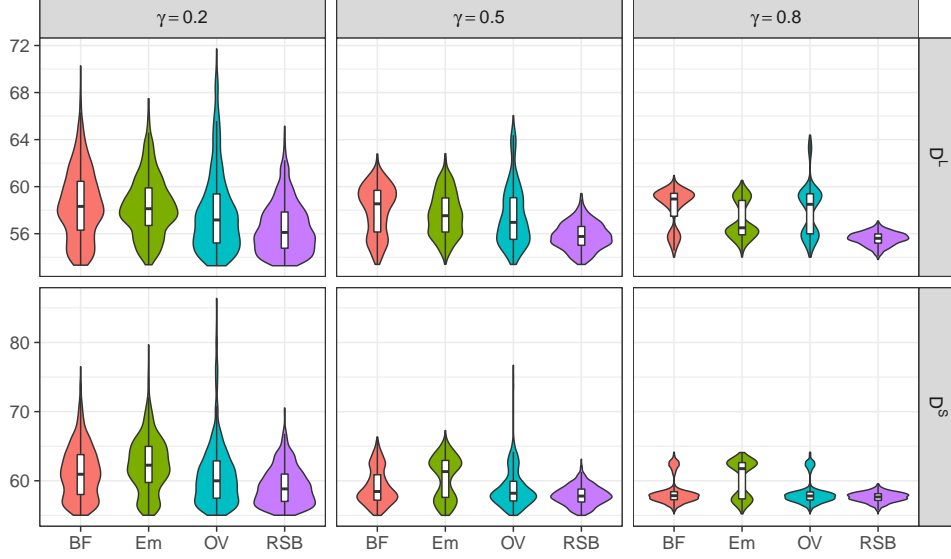 γ = 0.2 γ = 0.5 γ = 0.8
72
68
64
60
56
D^L
80
70
60
D^S
BF Em OV RSB BF Em OV RSB BF Em OV RSB